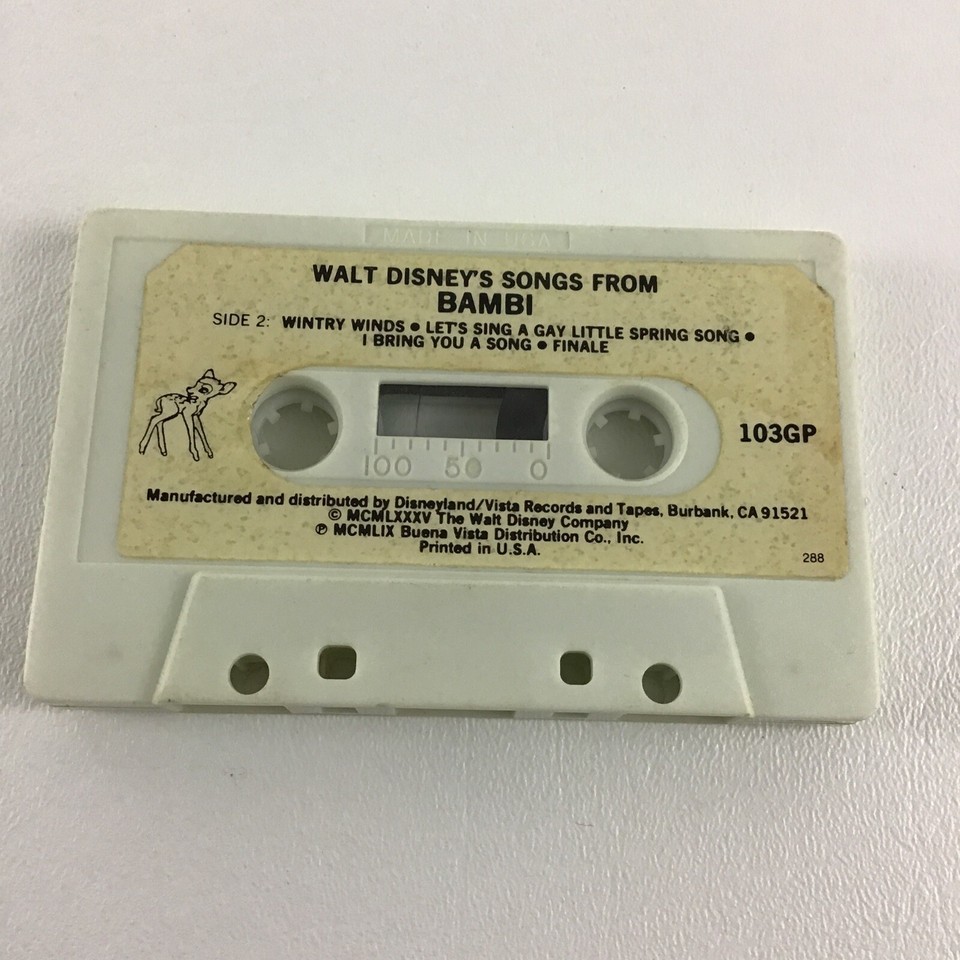 MADE IN USA
WALT DISNEY'S SONGS FROM
BAMBI
SIDE 2: WINTRY WINDS • LET'S SING A GAY LITTLE SPRING SONG •
I BRING YOU A SONG • FINALE
103GP
100 50 0
Manufactured and distributed by Disneyland/Vista Records and Tapes, Burbank, CA 91521
© MCMLXXXV The Walt Disney Company
℗ MCMLIX Buena Vista Distribution Co., Inc.
Printed in U.S.A.
288